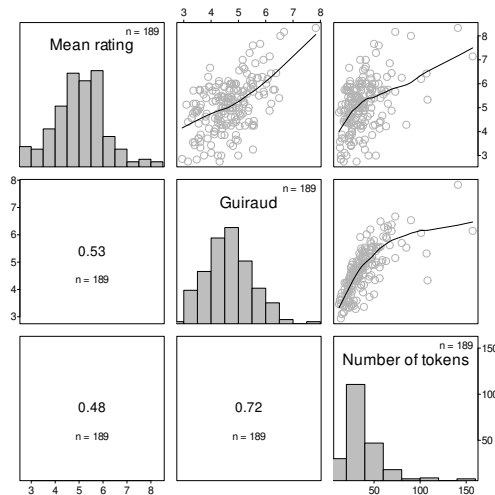 3 4 5 6 7 8
n = 189
Mean rating
8
7
6
5
4
3
8
7
6
5
4
3
0.53
n = 189
n = 189
Guiraud
0.48
n = 189
0.72
n = 189
n = 189
Number of tokens
150
100
50
3 4 5 6 7 8
50 100 150